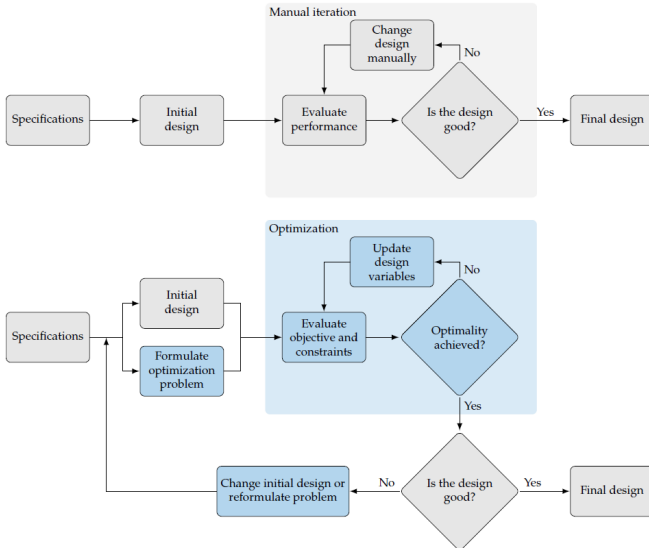 Manual iteration
Change
design
manually
No
Specifications
Initial
design
Evaluate
performance
Is the design
good?
Yes
Final design
Optimization
Update
design
variables
No
Initial
design
Specifications
Evaluate
objective and
constraints
Optimality
achieved?
Formulate
optimization
problem
Yes
Change initial design or
reformulate problem
No
Is the design
good?
Yes
Final design